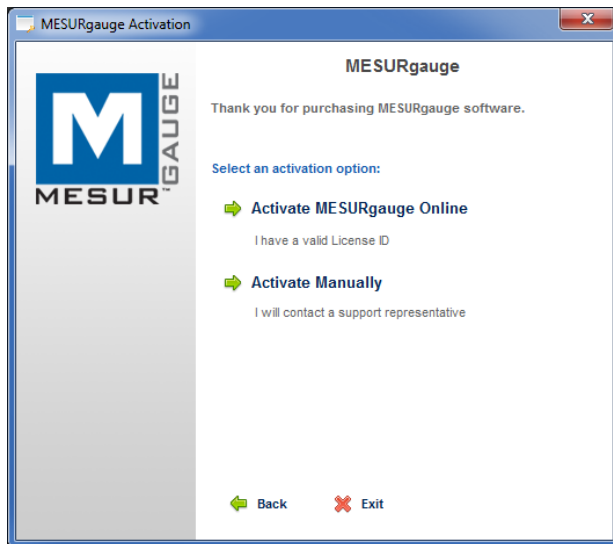 MESURgauge Activation
M
GAUGE
MESUR™
MESURgauge
Thank you for purchasing MESURgauge software.
Select an activation option:
Activate MESURgauge Online
I have a valid License ID
Activate Manually
I will contact a support representative
Back
Exit